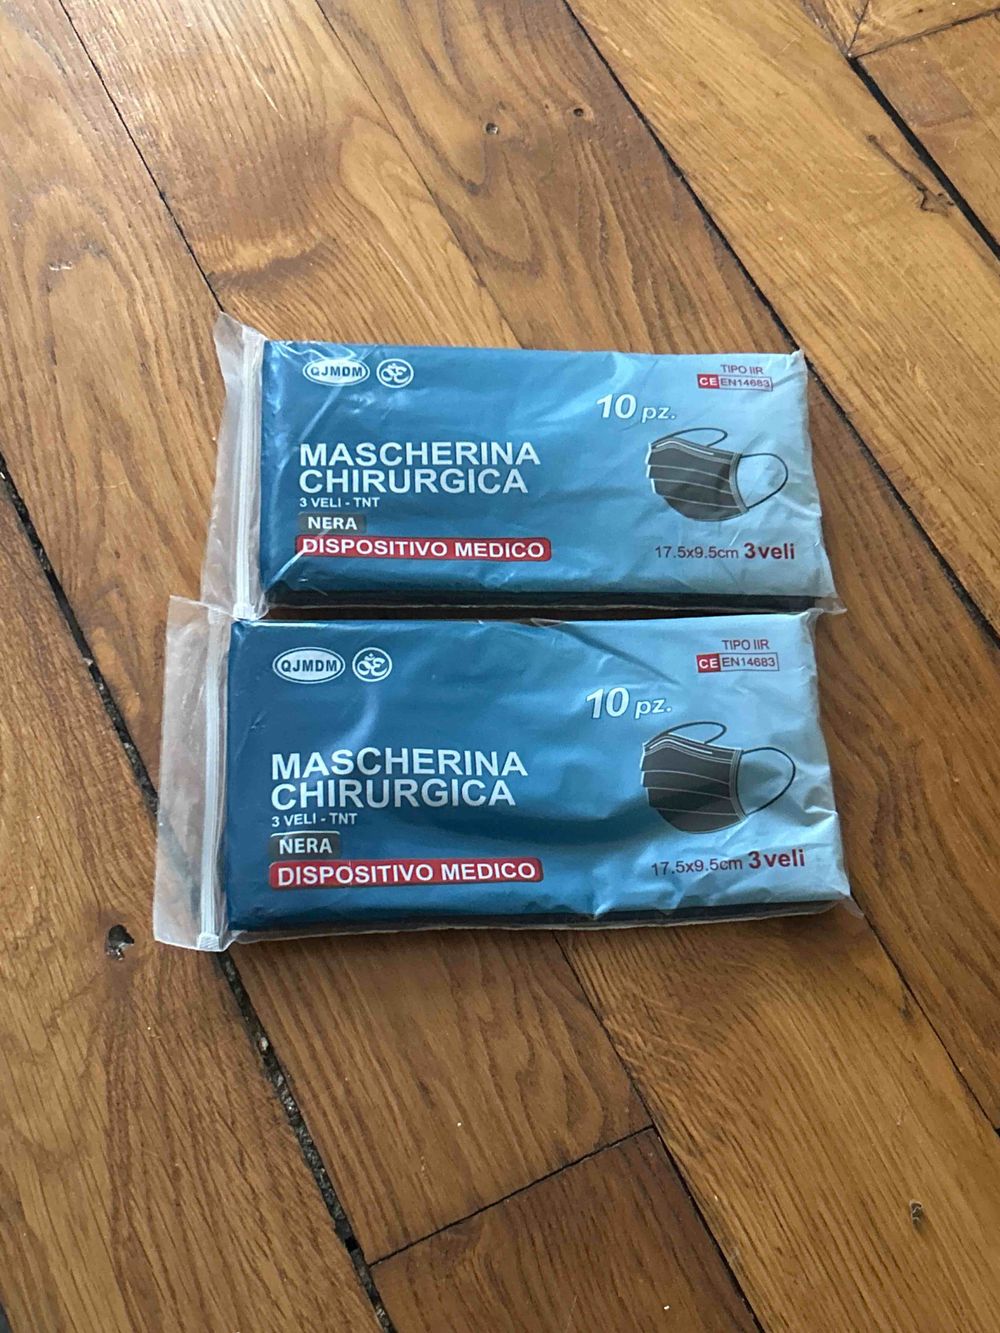 QJMDM
TIPO IIR
CE EN14683
10 pz.
MASCHERINA
CHIRURGICA
3 VELI - TNT
NERA
DISPOSITIVO MEDICO
17.5x9.5cm 3veli
QJMDM
TIPO IIR
CE EN14683
10 pz.
MASCHERINA
CHIRURGICA
3 VELI - TNT
NERA
DISPOSITIVO MEDICO
17.5x9.5cm 3veli